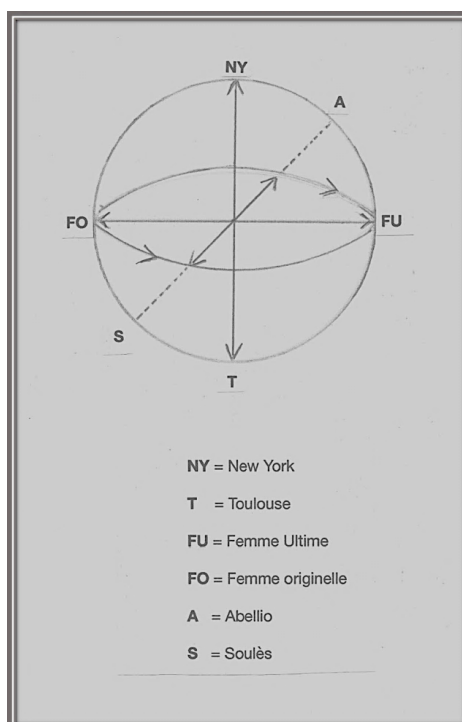 NY
A
FO
FU
S
T
NY = New York
T = Toulouse
FU = Femme Ultime
FO = Femme originelle
A = Abellio
S = Soulès